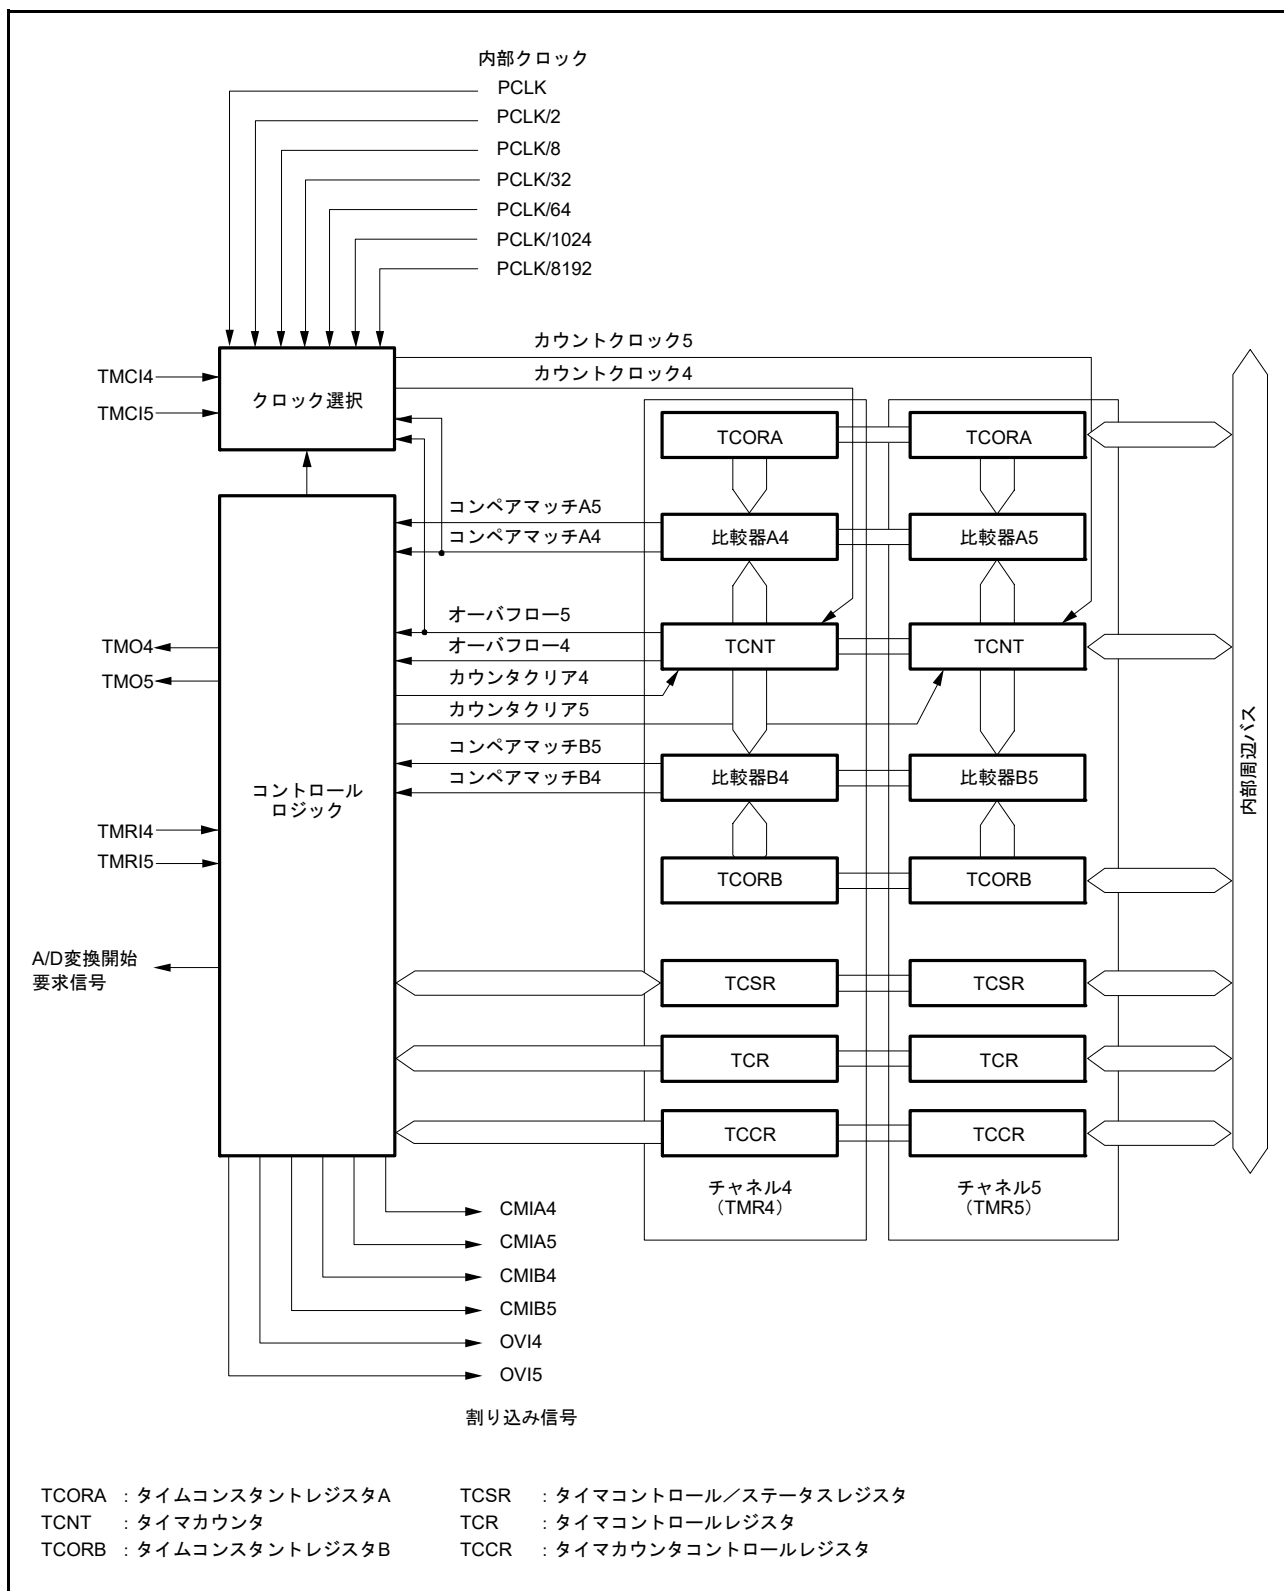 内部クロック
PCLK
PCLK/2
PCLK/8
PCLK/32
PCLK/64
PCLK/1024
PCLK/8192
カウントクロック5
カウントクロック4
TMCI4
TMCI5
クロック選択
TCORA
TCORA
コンペアマッチA5
コンペアマッチA4
比較器A4
比較器A5
オーバフロー5
オーバフロー4
TCNT
TCNT
カウンタクリア4
カウンタクリア5
TMO4
TMO5
コンペアマッチB5
コンペアマッチB4
比較器B4
比較器B5
コントロール
ロジック
内部周辺バス
TMRI4
TMRI5
TCORB
TCORB
A/D変換開始
要求信号
TCSR
TCSR
TCR
TCR
TCCR
TCCR
チャネル4
（TMR4）
チャネル5
（TMR5）
CMIA4
CMIA5
CMIB4
CMIB5
OVI4
OVI5
割り込み信号
TCORA ：タイムコンスタントレジスタA
TCNT ：タイマカウンタ
TCORB ：タイムコンスタントレジスタB
TCSR ：タイマコントロール／ステータスレジスタ
TCR ：タイマコントロールレジスタ
TCCR ：タイマカウンタコントロールレジスタ